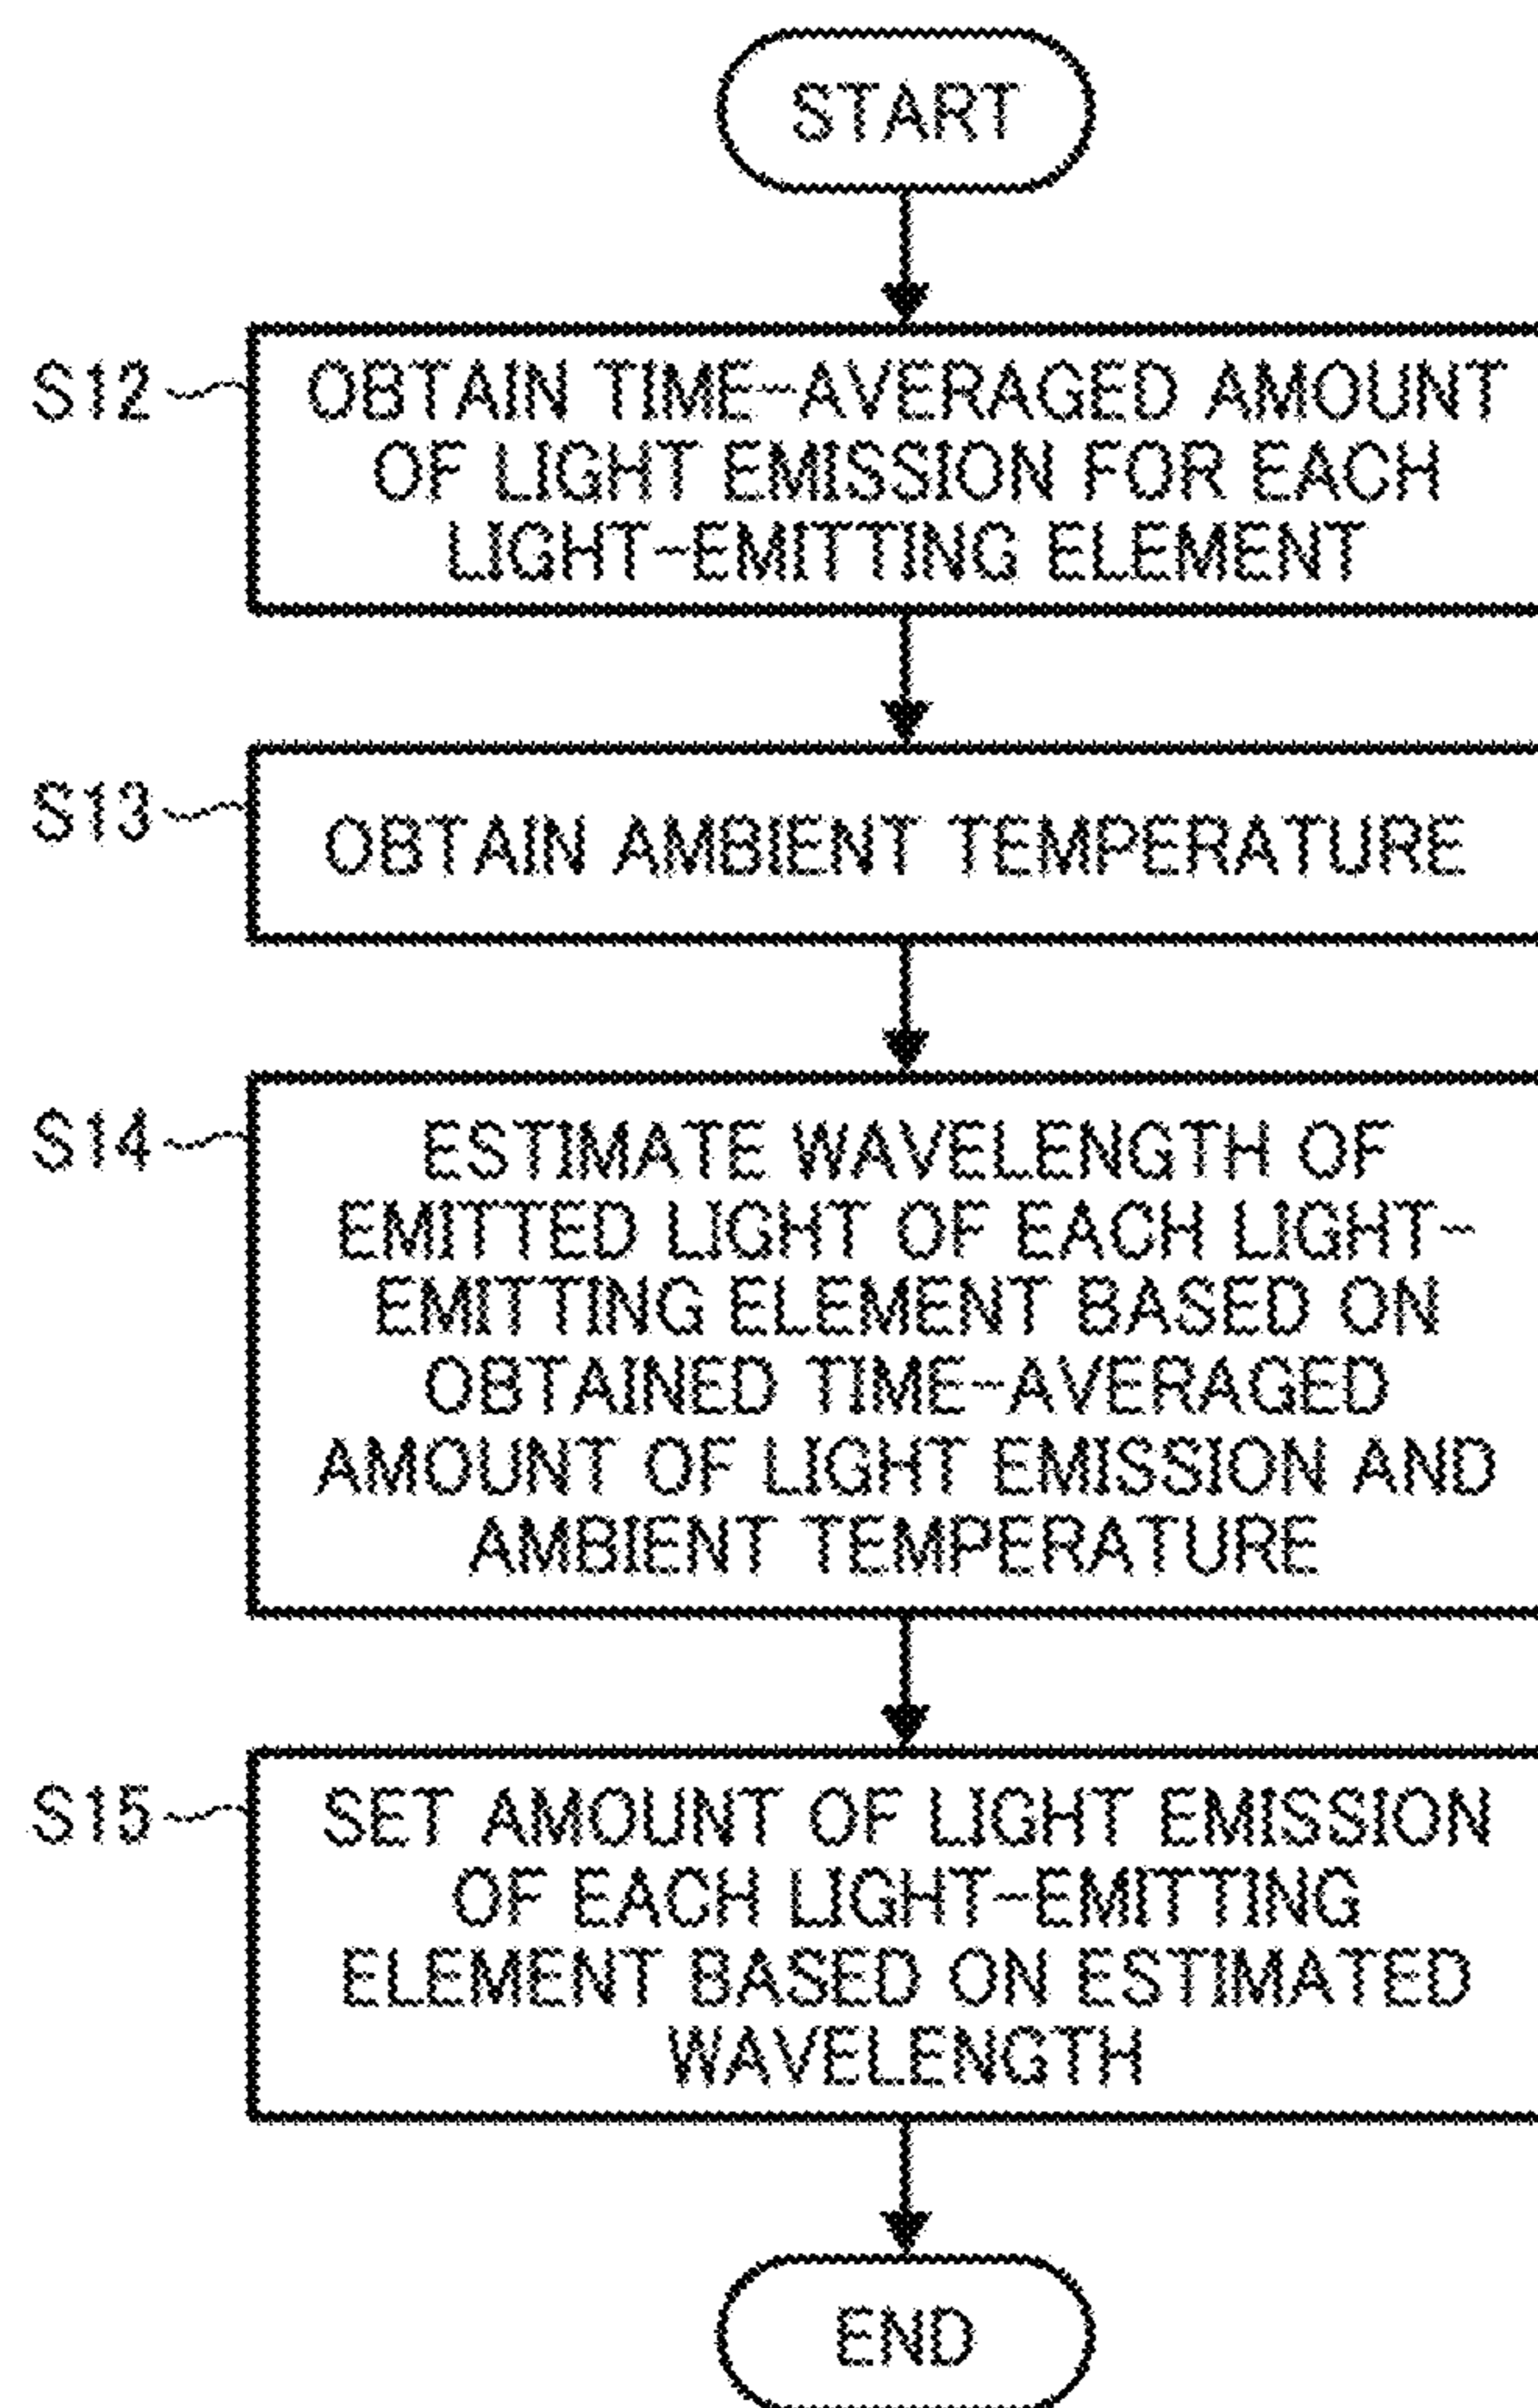 START
S12
OBTAIN TIME-AVERAGED AMOUNT
OF LIGHT EMISSION FOR EACH
LIGHT-EMITTING ELEMENT
S13
OBTAIN AMBIENT TEMPERATURE
S14
ESTIMATE WAVELENGTH OF
EMITTED LIGHT OF EACH LIGHT-
EMITTING ELEMENT BASED ON
OBTAINED TIME-AVERAGED
AMOUNT OF LIGHT EMISSION AND
AMBIENT TEMPERATURE
S15
SET AMOUNT OF LIGHT EMISSION
OF EACH LIGHT-EMITTING
ELEMENT BASED ON ESTIMATED
WAVELENGTH
END